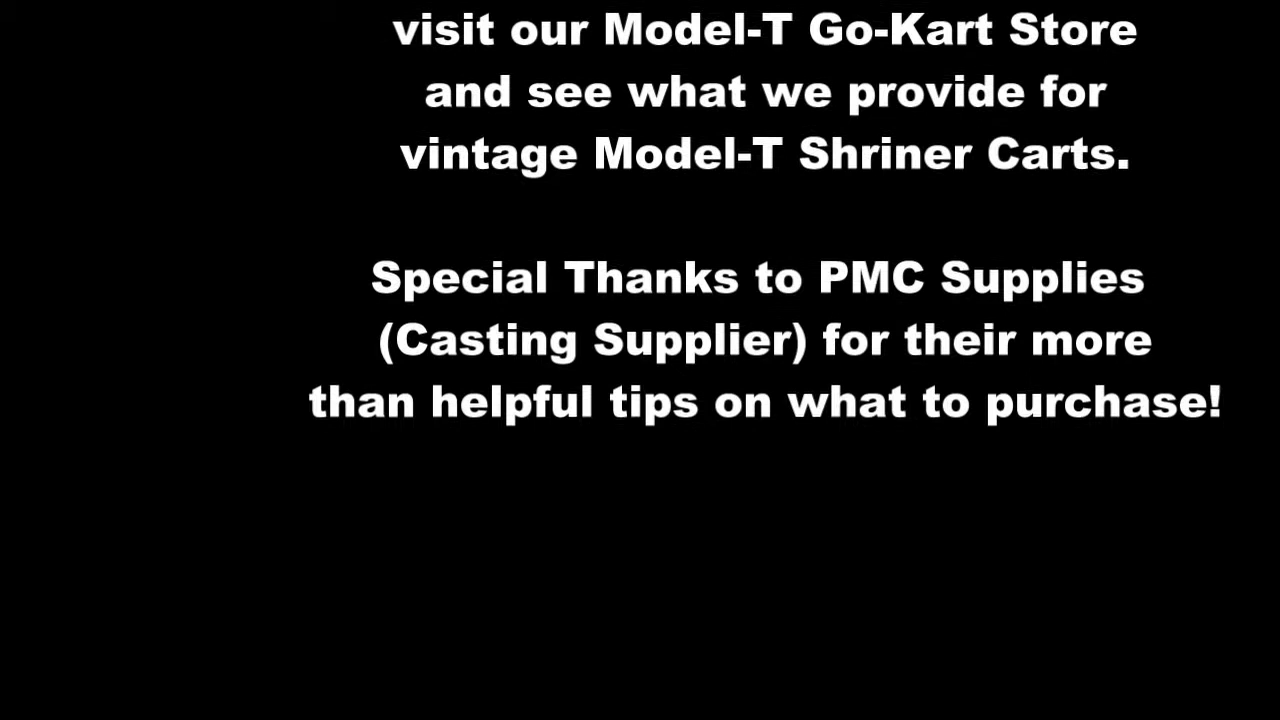 visit our Model-T Go-Kart Store
and see what we provide for
vintage Model-T Shriner Carts.
Special Thanks to PMC Supplies
(Casting Supplier) for their more
than helpful tips on what to purchase!